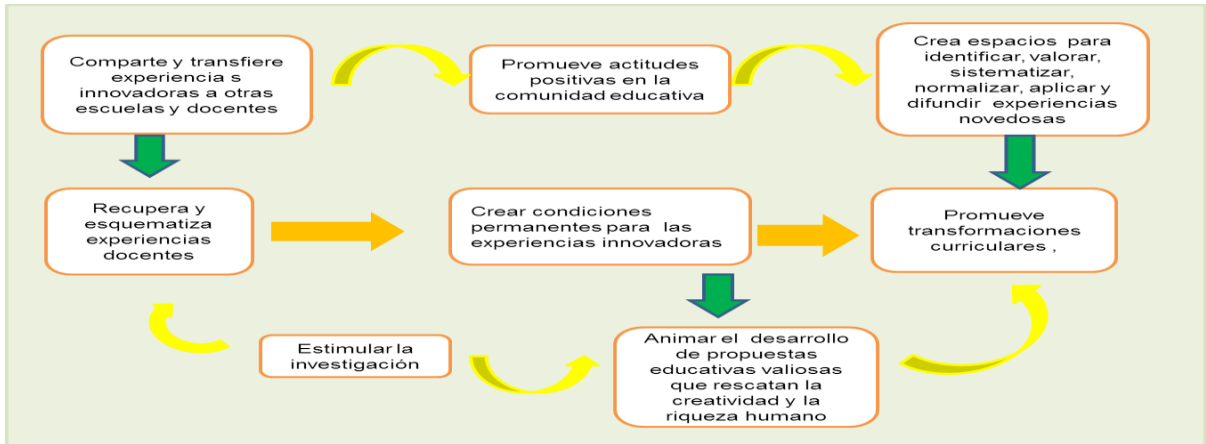 Comparte y transfiere
experiencia s
innovadoras a otras
escuelas y docentes
Promueve actitudes
positivas en la
comunidad educativa
Crea espacios para
identificar, valorar,
sistematizar,
normalizar, aplicar y
difundir experiencias
novedosas
Recupera y
esquematiza
experiencias
docentes
Crear condiciones
permanentes para las
experiencias innovadoras
Promueve
transformaciones
curriculares ,
Estimular la
investigación
Animar el desarrollo
de propuestas
educativas valiosas
que rescatan la
creatividad y la
riqueza humano